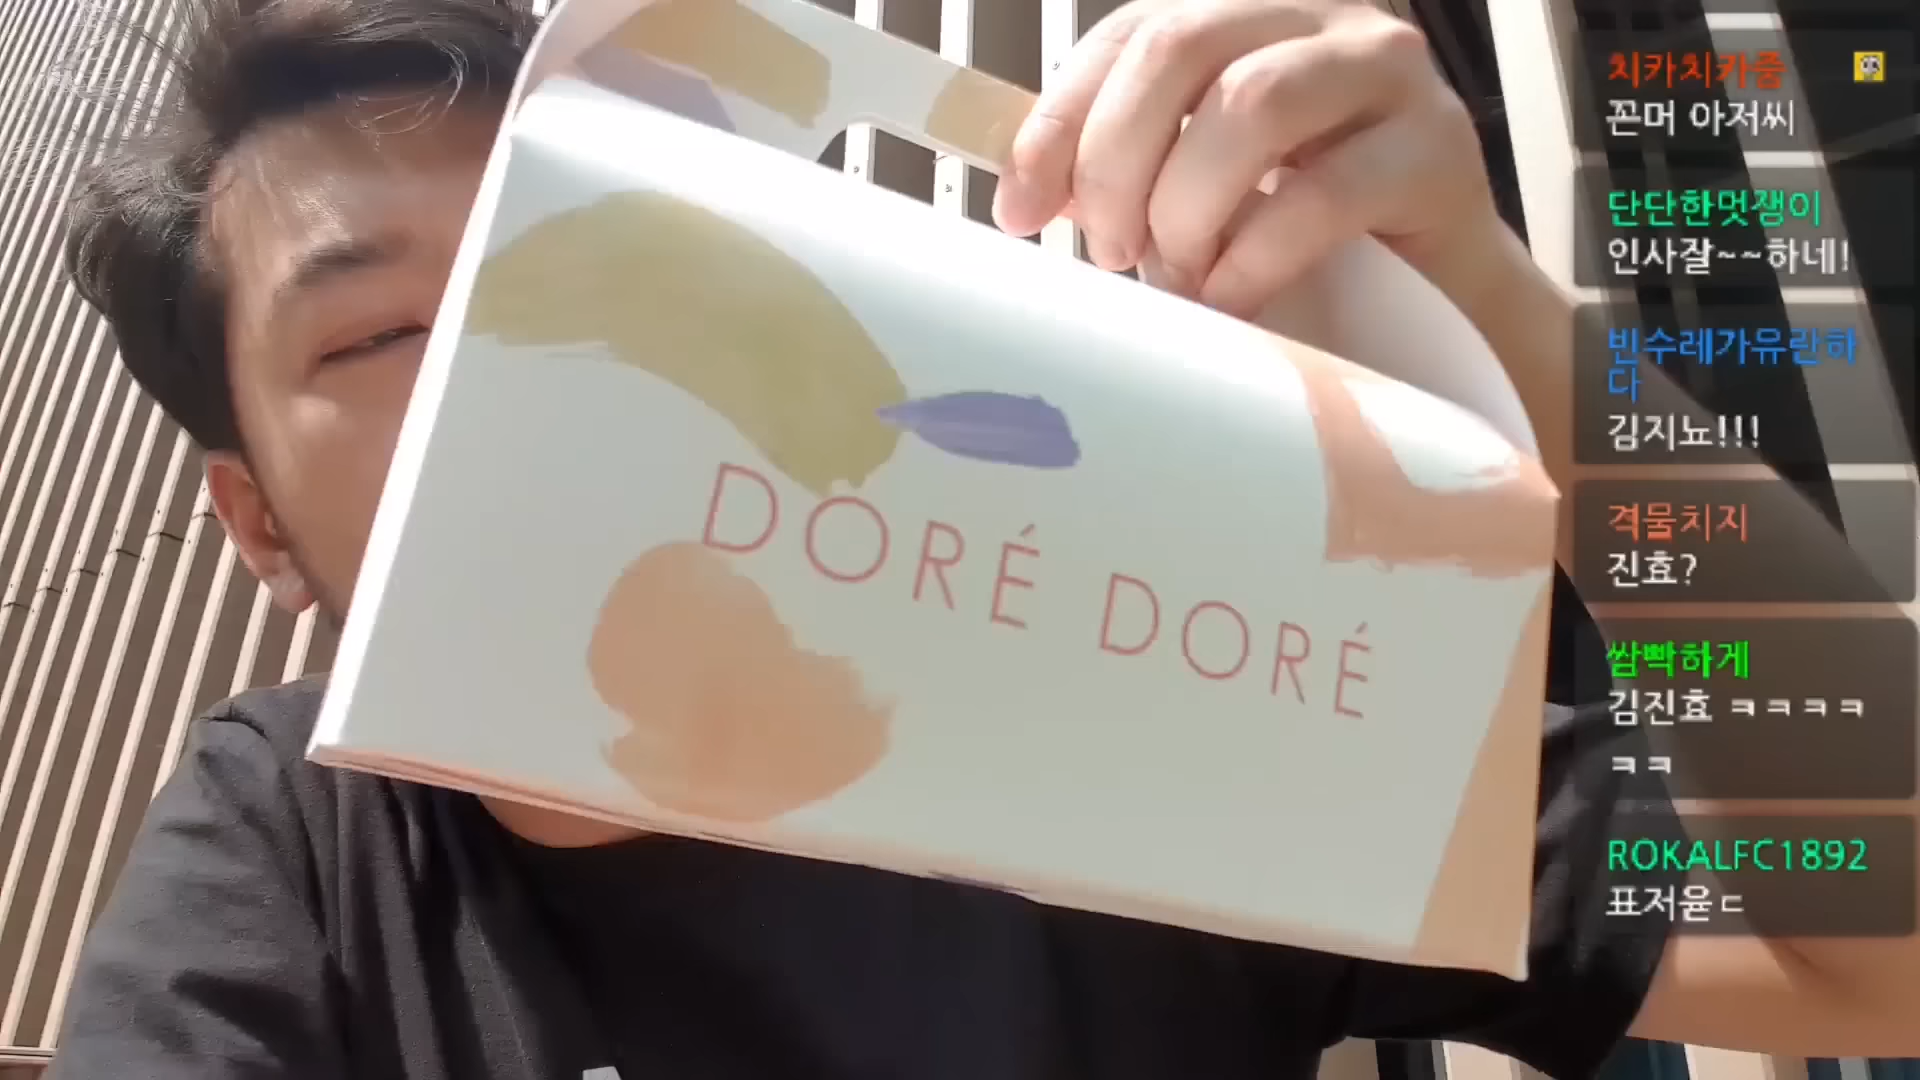 DORÉ DORÉ
치카치카줌
꼰머 아저씨
단단한멋쟁이
인사잘~~하네!
빈수레가뮤란하
다
김지뇨!!!
격물치지
진효?
쌈빡하게
김진효 ㅋㅋㅋㅋ
ㅋㅋ
ROKALFC1892
표저윤ㄷ